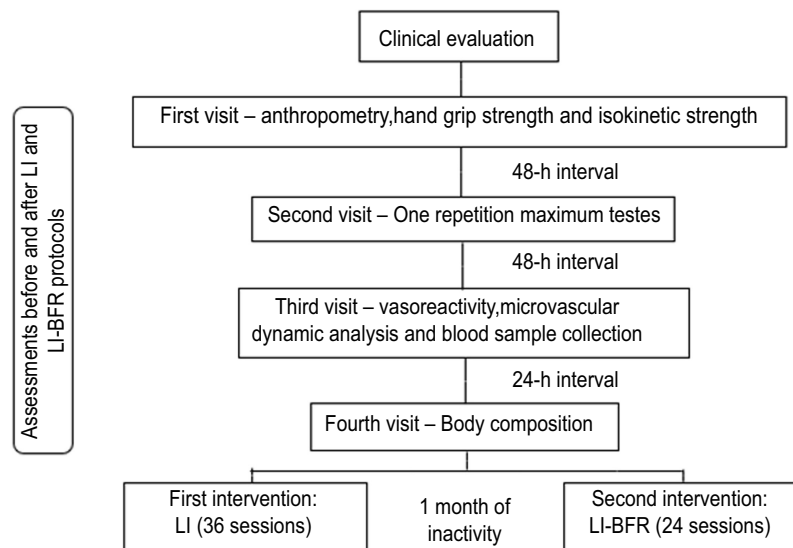 Clinical evaluation
Assessments before and after LI and
LI-BFR protocols
First visit – anthropometry,hand grip strength and isokinetic strength
48-h interval
Second visit – One repetition maximum testes
48-h interval
Third visit – vasoreactivity,microvascular
dynamic analysis and blood sample collection
24-h interval
Fourth visit – Body composition
First intervention:
LI (36 sessions)
1 month of
inactivity
Second intervention:
LI-BFR (24 sessions)